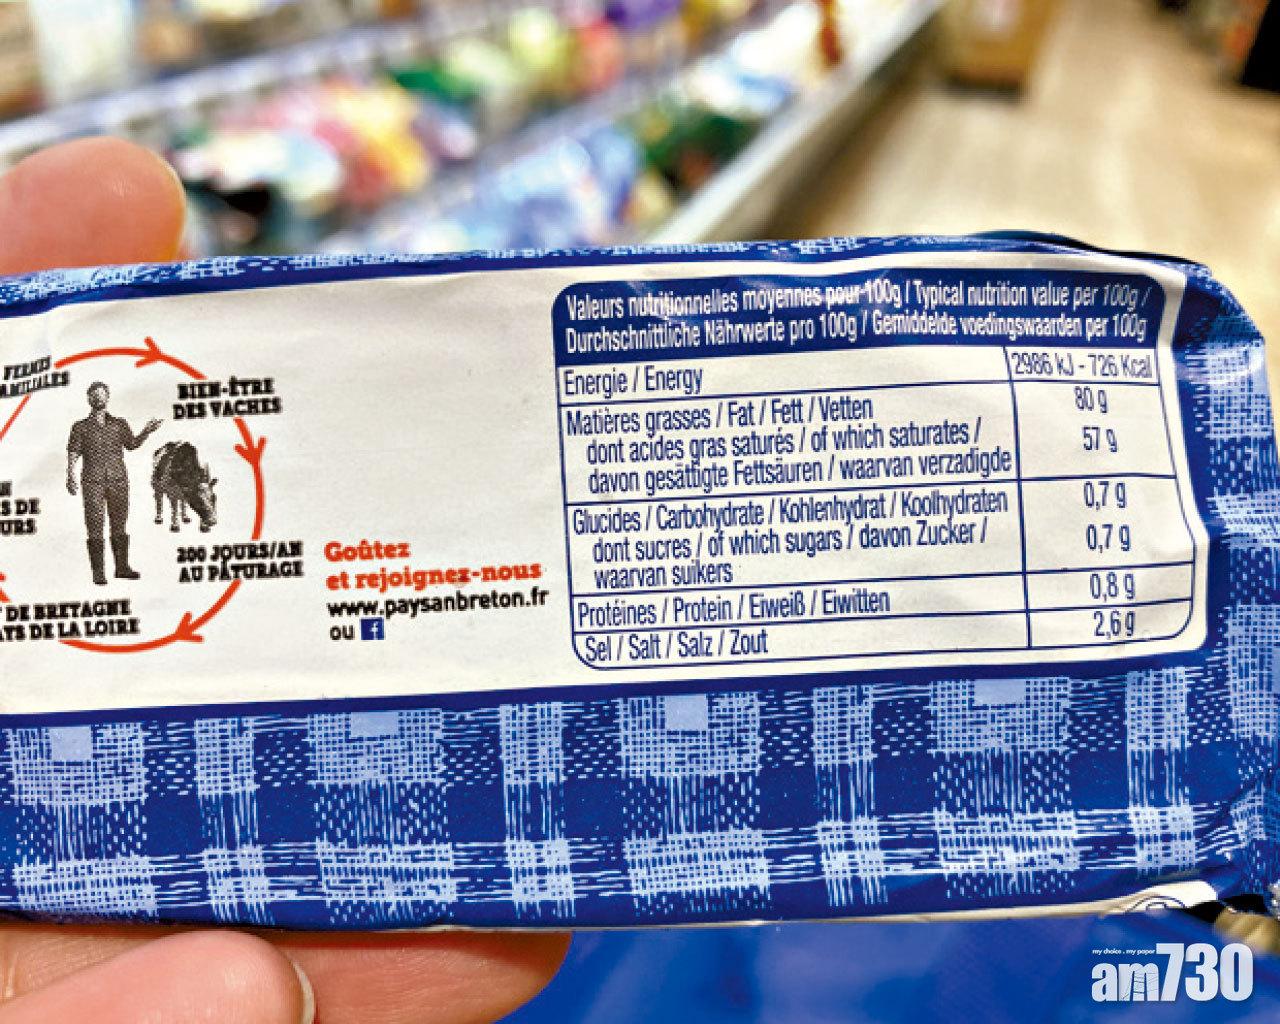 FERMES
FAMILIALES
BIEN-ÊTRE
DES VACHES
S DE
URS
200 JOURS/AN
AU PÂTURAGE
DE BRETAGNE
TS DE LA LOIRE
Goûtez
et rejoignez-nous
www.paysanbreton.fr
ou f
Valeurs nutritionnelles moyennes pour 100g / Typical nutrition value per 100g /
Durchschnittliche Nährwerte pro 100g / Gemiddelde voedingswaarden per 100g
Energie / Energy 2986 kJ - 726 Kcal
Matières grasses / Fat / Fett / Vetten 80 g
dont acides gras saturés / of which saturates / 57 g
davon gesättigte Fettsäuren / waarvan verzadigde
Glucides / Carbohydrate / Kohlenhydrat / Koolhydraten 0,7 g
dont sucres / of which sugars / davon Zucker / 0,7 g
waarvan suikers
Protéines / Protein / Eiweiß / Eiwitten 0,8 g
Sel / Salt / Salz / Zout 2,6 g
my choice . my paper
am730